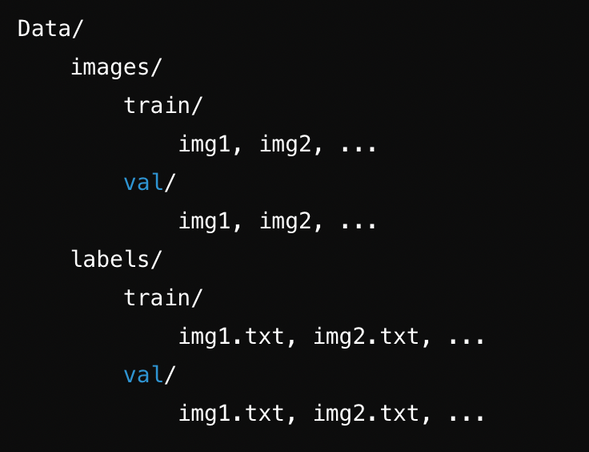 Data/
images/
train/
img1, img2, ...
val/
img1, img2, ...
labels/
train/
img1.txt, img2.txt, ...
val/
img1.txt, img2.txt, ...